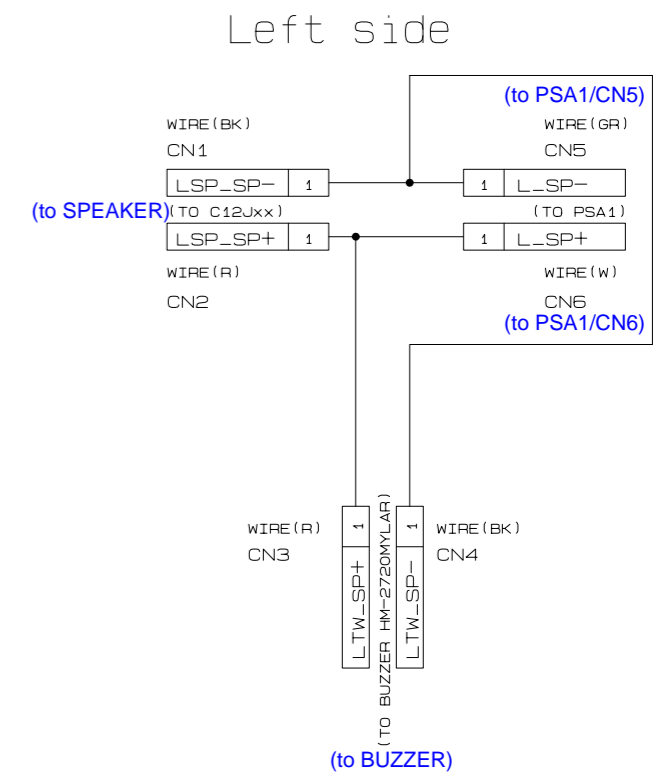 Left side
(to PSA1/CN5)
WIRE(BK) WIRE(GR)
CN1 CN5
LSP_SP- 1 1 L_SP-
(to SPEAKER) (TO C12Jxx) (TO PSA1)
LSP_SP+ 1 1 L_SP+
WIRE(R) WIRE(W)
CN2 CN6
(to PSA1/CN6)
WIRE(R) 1 1 WIRE(BK)
CN3 CN4
LTW_SP+
(TO BUZZER HM-2720MYLAR)
LTW_SP-
(to BUZZER)